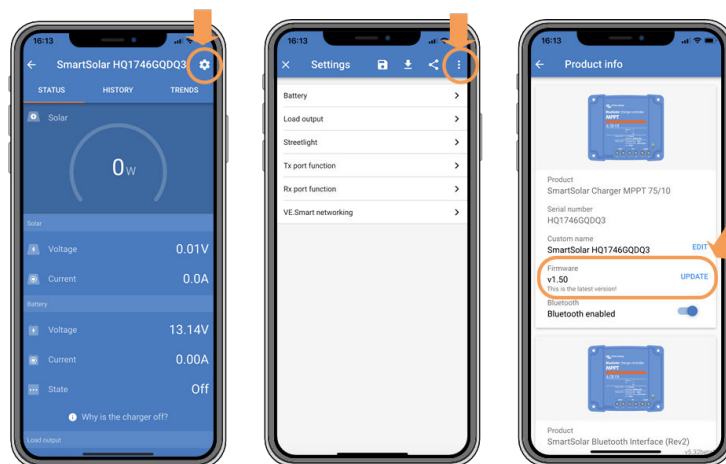 16:13
SmartSolar HQ1746GQDQ3
STATUS
HISTORY
TRENDS
Solar
0W
Solar
Voltage
0.01V
Current
0.0A
Battery
Voltage
13.14V
Current
0.00A
State
Off
Why is the charger off?
Load output
16:13
Settings
Battery
Load output
Streetlight
Tx port function
Rx port function
VE.Smart networking
16:13
Product info
MPPT
Product
SmartSolar Charger MPPT 75/10
Serial number
HQ1746GQDQ3
Custom name
SmartSolar HQ1746GQDQ3
EDIT
Firmware
v1.50
UPDATE
This is the latest version!
Bluetooth
Bluetooth enabled
MPPT
Product
SmartSolar Bluetooth Interface (Rev2)